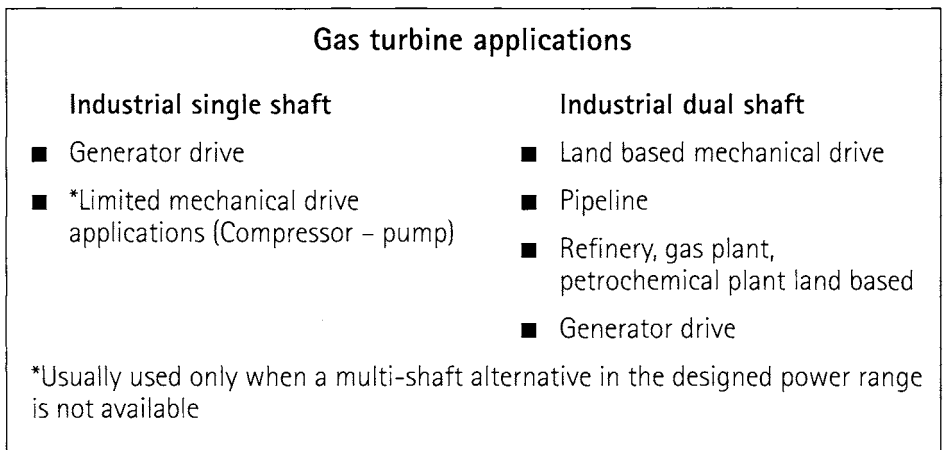 Gas turbine applications
Industrial single shaft
■ Generator drive
■ *Limited mechanical drive
applications (Compressor – pump)
Industrial dual shaft
■ Land based mechanical drive
■ Pipeline
■ Refinery, gas plant,
petrochemical plant land based
■ Generator drive
*Usually used only when a multi-shaft alternative in the designed power range
is not available